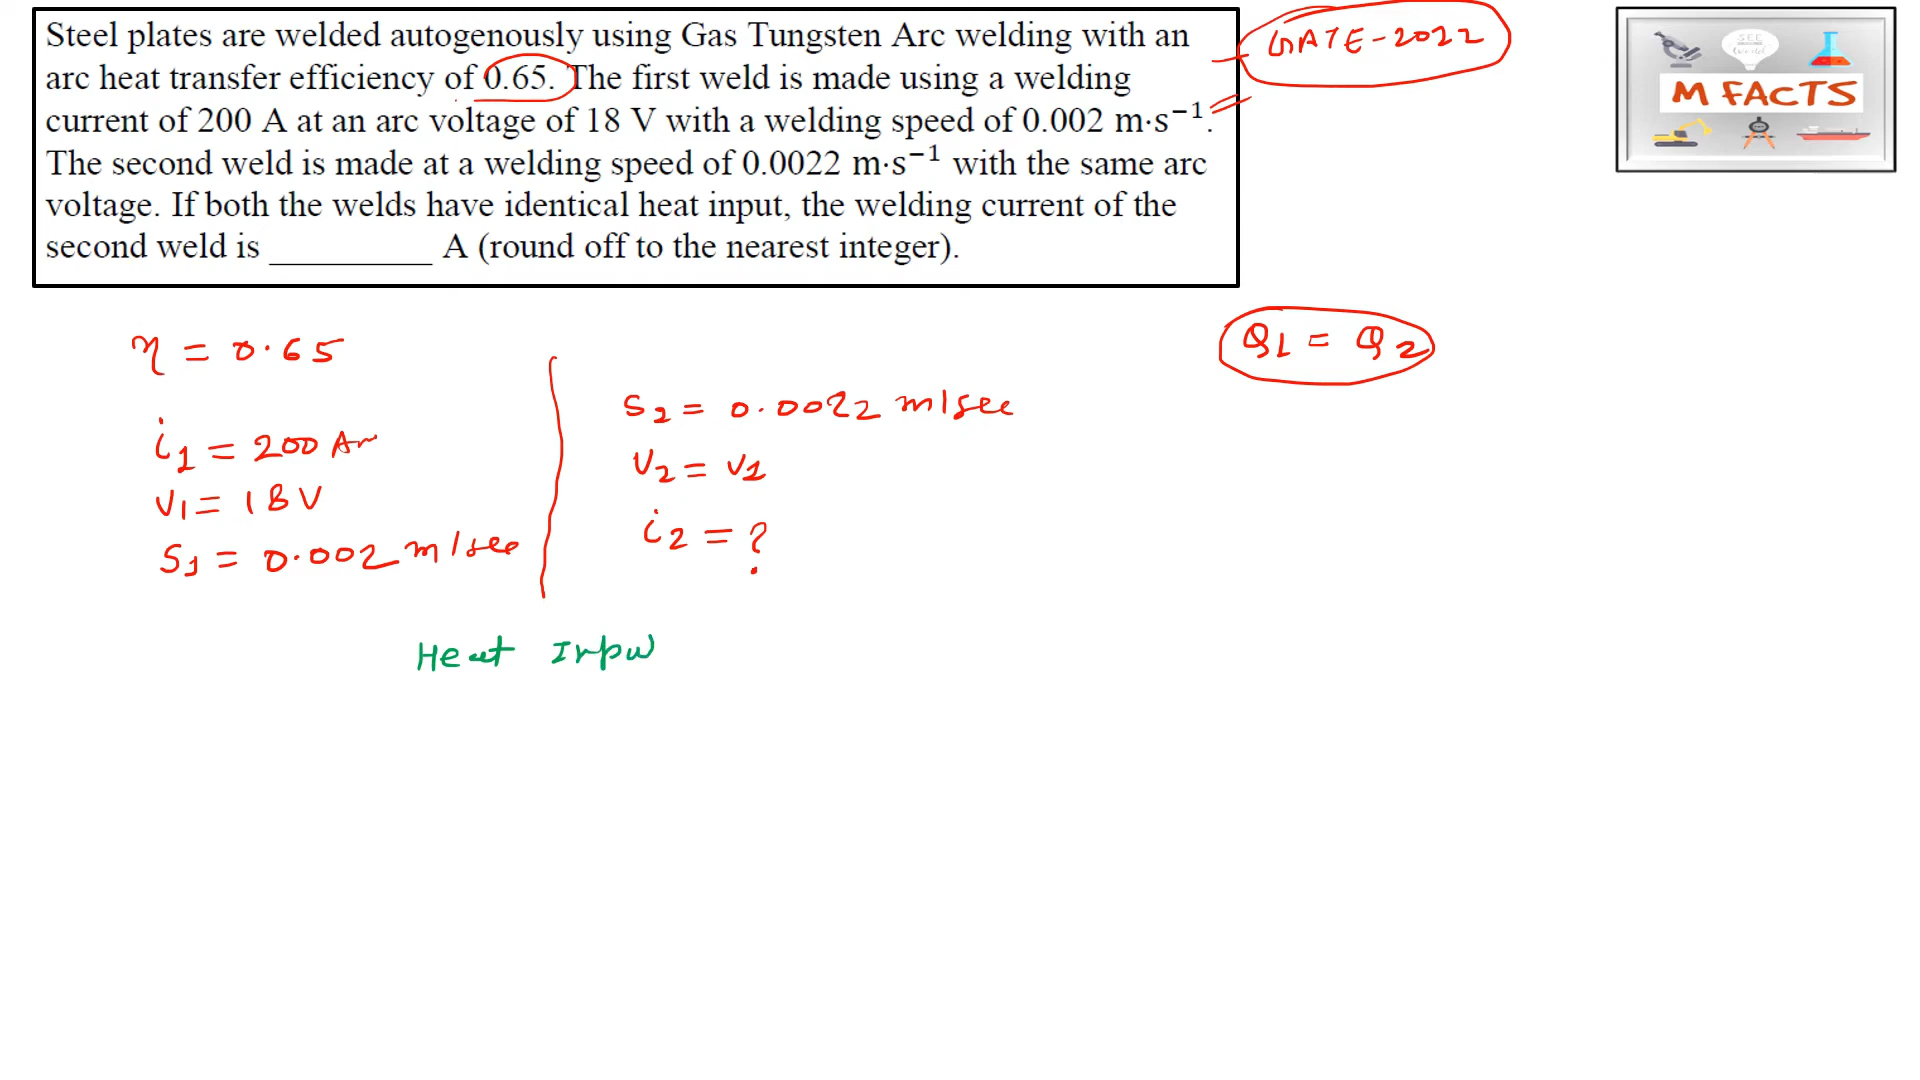 Steel plates are welded autogenously using Gas Tungsten Arc welding with an
arc heat transfer efficiency of 0.65. The first weld is made using a welding
current of 200 A at an arc voltage of 18 V with a welding speed of 0.002 m·s⁻¹.
The second weld is made at a welding speed of 0.0022 m·s⁻¹ with the same arc
voltage. If both the welds have identical heat input, the welding current of the
second weld is _________ A (round off to the nearest integer).
GATE-2022
SEE
World
M FACTS
Q1 = Q2
η = 0.65
i1 = 200 Am
V1 = 18V
S1 = 0.002 m/sec
S2 = 0.0022 m/sec
V2 = V1
i2 = ?
Heat Inpu